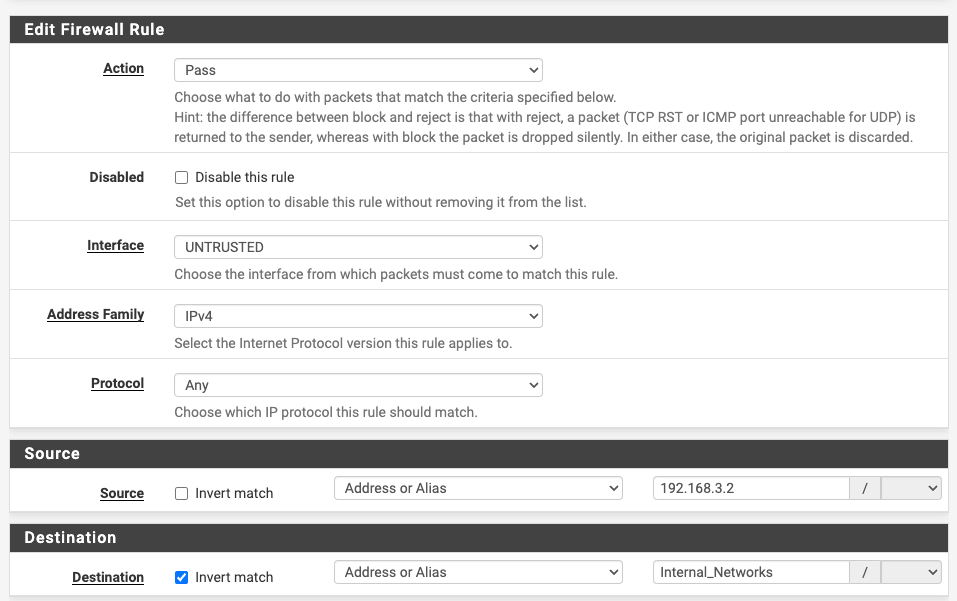 Edit Firewall Rule
Action
Pass
Choose what to do with packets that match the criteria specified below.
Hint: the difference between block and reject is that with reject, a packet (TCP RST or ICMP port unreachable for UDP) is
returned to the sender, whereas with block the packet is dropped silently. In either case, the original packet is discarded.
Disabled
Disable this rule
Set this option to disable this rule without removing it from the list.
Interface
UNTRUSTED
Choose the interface from which packets must come to match this rule.
Address Family
IPv4
Select the Internet Protocol version this rule applies to.
Protocol
Any
Choose which IP protocol this rule should match.
Source
Source Invert match Address or Alias 192.168.3.2 /
Destination
Destination Invert match Address or Alias Internal_Networks /